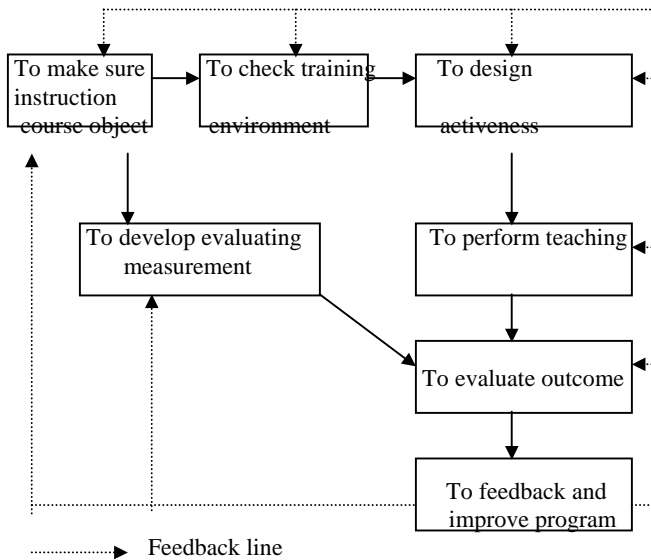 To make sure
instruction
course object
To check training
environment
To design
activeness
To develop evaluating
measurement
To perform teaching
To evaluate outcome
To feedback and
improve program
Feedback line